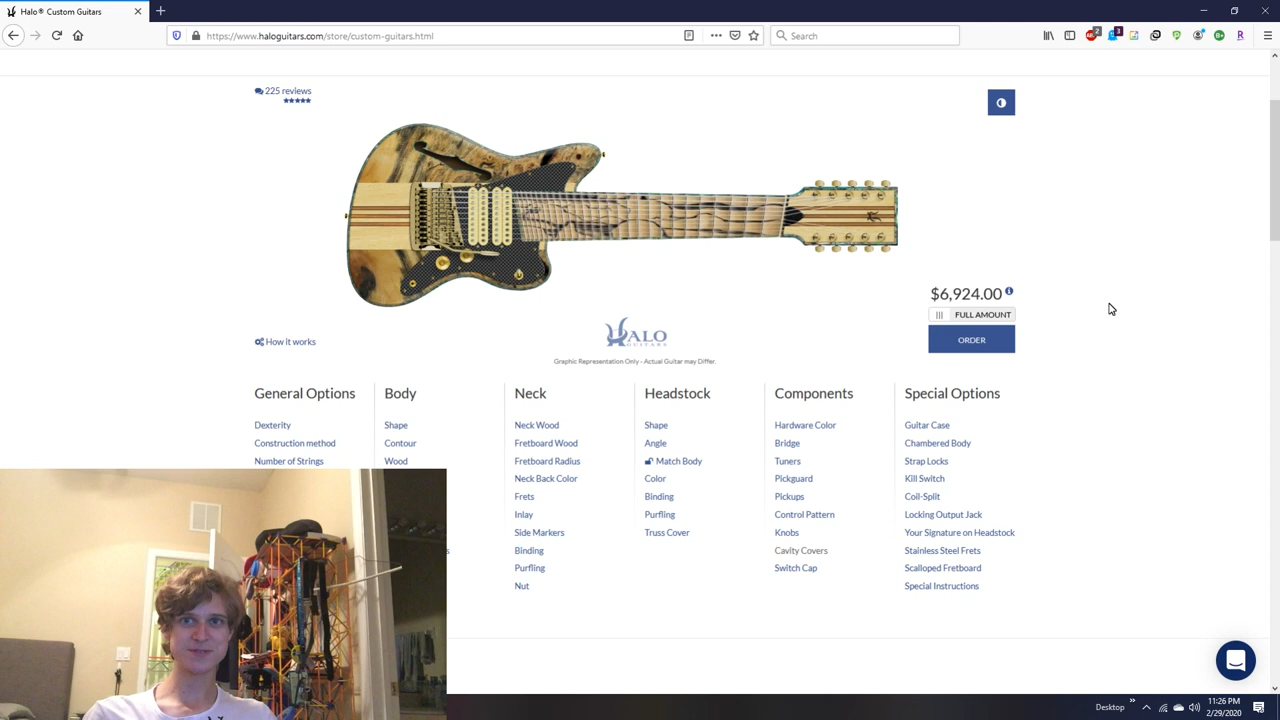 Halo® Custom Guitars
https://www.haloguitars.com/store/custom-guitars.html
Search
2
3
225 reviews
$6,924.00
FULL AMOUNT
ORDER
How it works
HALO
GUITARS
Graphic Representation Only - Actual Guitar may Differ.
General Options
Dexterity
Construction method
Number of Strings
Body
Shape
Contour
Wood
s
Neck
Neck Wood
Fretboard Wood
Fretboard Radius
Neck Back Color
Frets
Inlay
Side Markers
Binding
Purfling
Nut
Headstock
Shape
Angle
Match Body
Color
Binding
Purfling
Truss Cover
Components
Hardware Color
Bridge
Tuners
Pickguard
Pickups
Control Pattern
Knobs
Cavity Covers
Switch Cap
Special Options
Guitar Case
Chambered Body
Strap Locks
Kill Switch
Coil-Split
Locking Output Jack
Your Signature on Headstock
Stainless Steel Frets
Scalloped Fretboard
Special Instructions
Desktop
11:26 PM
2/29/2020